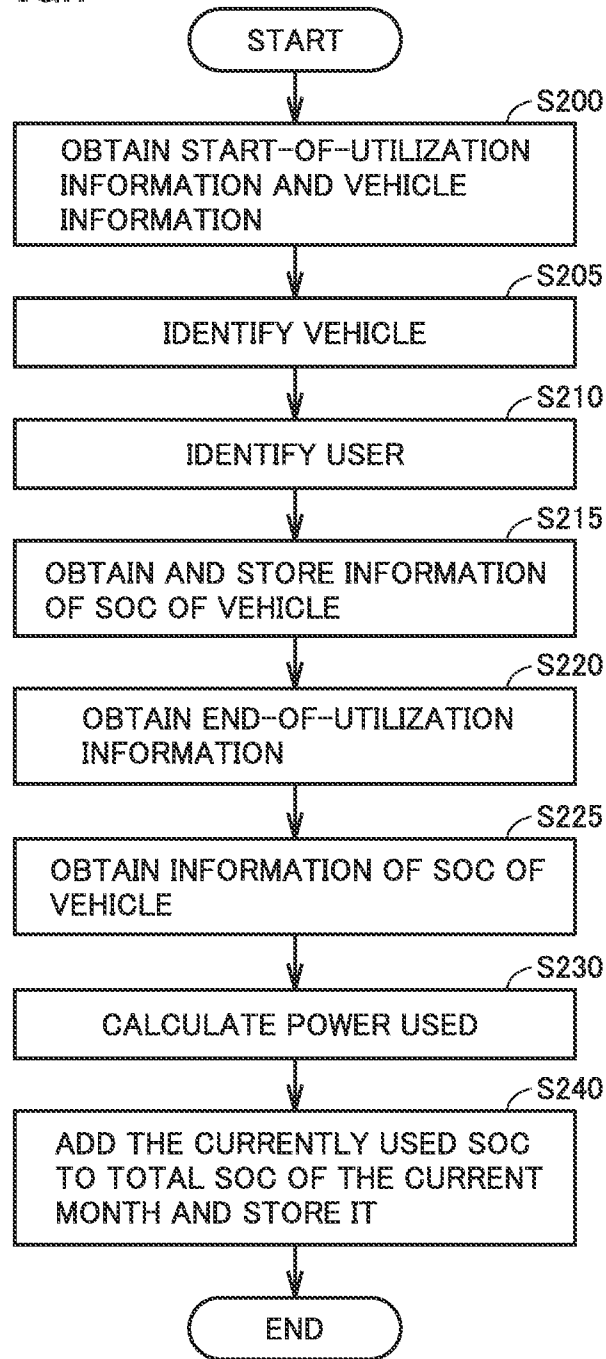 START
S200
OBTAIN START-OF-UTILIZATION
INFORMATION AND VEHICLE
INFORMATION
S205
IDENTIFY VEHICLE
S210
IDENTIFY USER
S215
OBTAIN AND STORE INFORMATION
OF SOC OF VEHICLE
S220
OBTAIN END-OF-UTILIZATION
INFORMATION
S225
OBTAIN INFORMATION OF SOC OF
VEHICLE
S230
CALCULATE POWER USED
S240
ADD THE CURRENTLY USED SOC
TO TOTAL SOC OF THE CURRENT
MONTH AND STORE IT
END